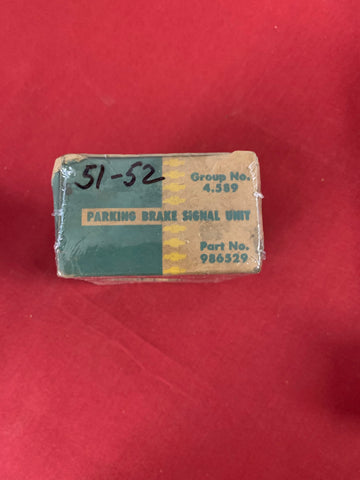 51-52
Group No.
4.589
PARKING BRAKE SIGNAL UNIT
Part No.
986529